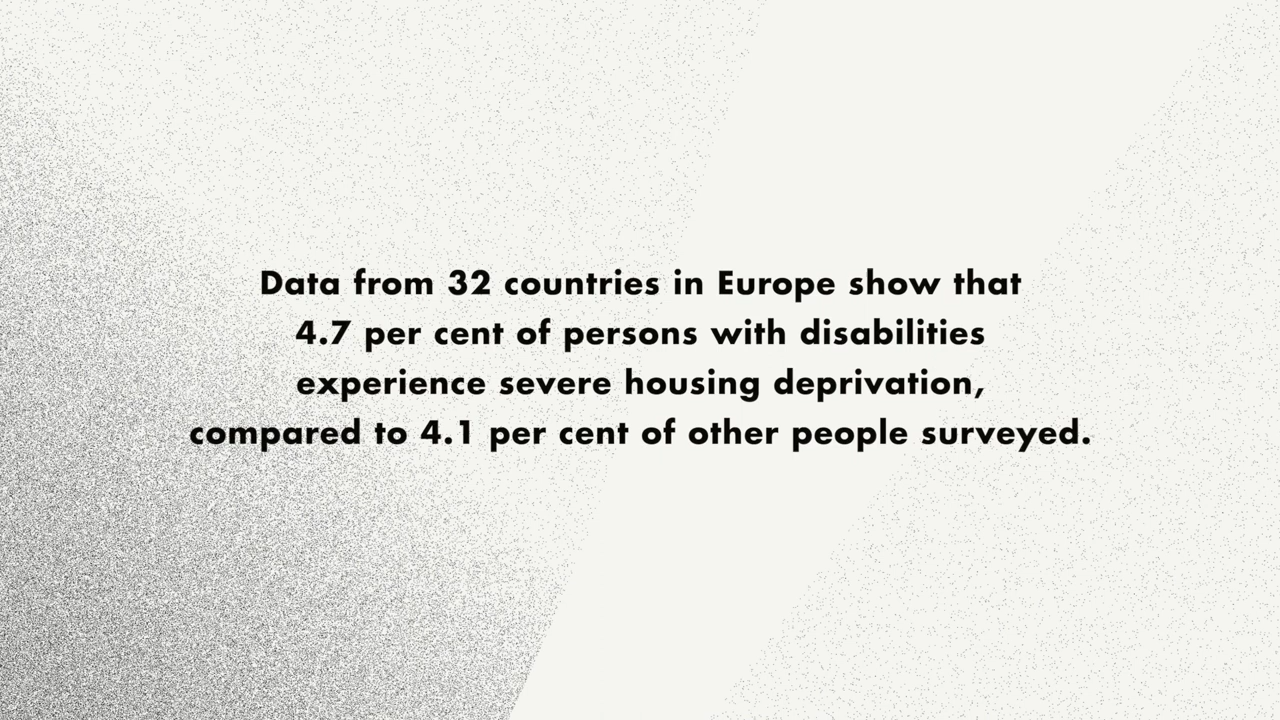 Data from 32 countries in Europe show that
4.7 per cent of persons with disabilities
experience severe housing deprivation,
compared to 4.1 per cent of other people surveyed.